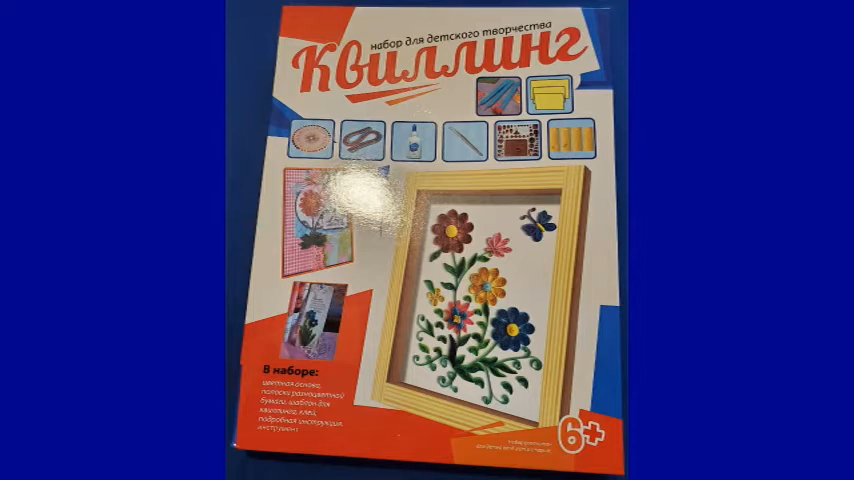 набор для детского творчества
Квиллинг
В наборе:
цветная основа,
полоски разноцветной
бумаги, шаблон для
квиллинга, клей,
подробная инструкция,
инструмент
6+